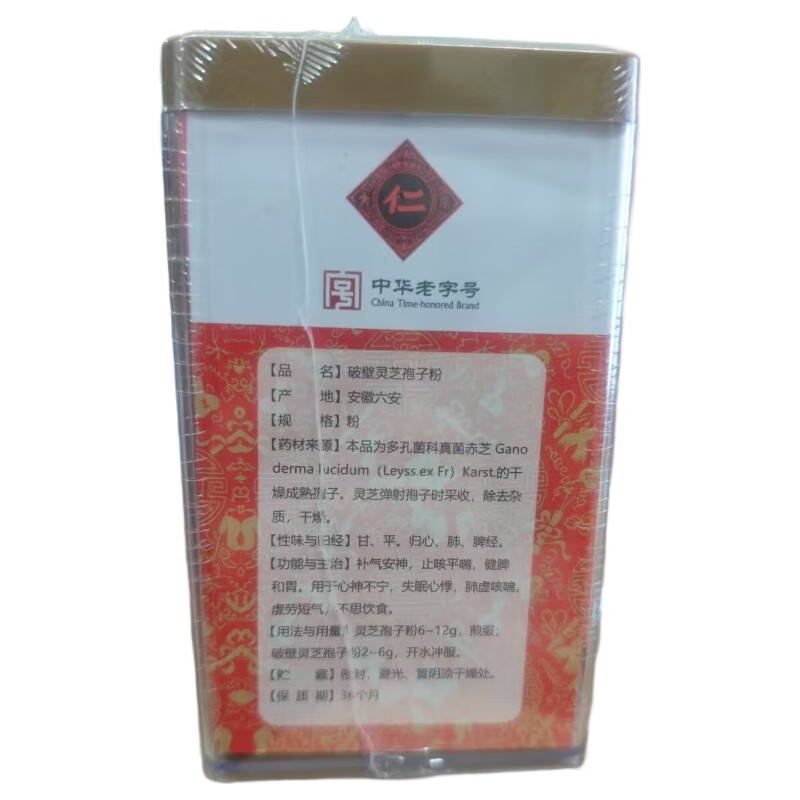 仁
中华老字号
China Time-honored Brand
【品 名】破壁灵芝孢子粉
【产 地】安徽六安
【规 格】粉
【药材来源】本品为多孔菌科真菌赤芝 Gano
derma lucidum（Leyss.ex Fr）Karst.的干
燥成熟孢子。灵芝弹射孢子时采收，除去杂
质，干燥。
【性味与归经】甘、平。归心、肺、脾经。
【功能与主治】补气安神，止咳平喘，健脾
和胃。用于心神不宁，失眠心悸，肺虚咳喘，
虚劳短气，不思饮食。
【用法与用量】灵芝孢子粉6~12g，煎服；
破壁灵芝孢子粉2~6g，开水冲服。
【贮 藏】密封，避光、置阴凉干燥处。
【保 质 期】36个月